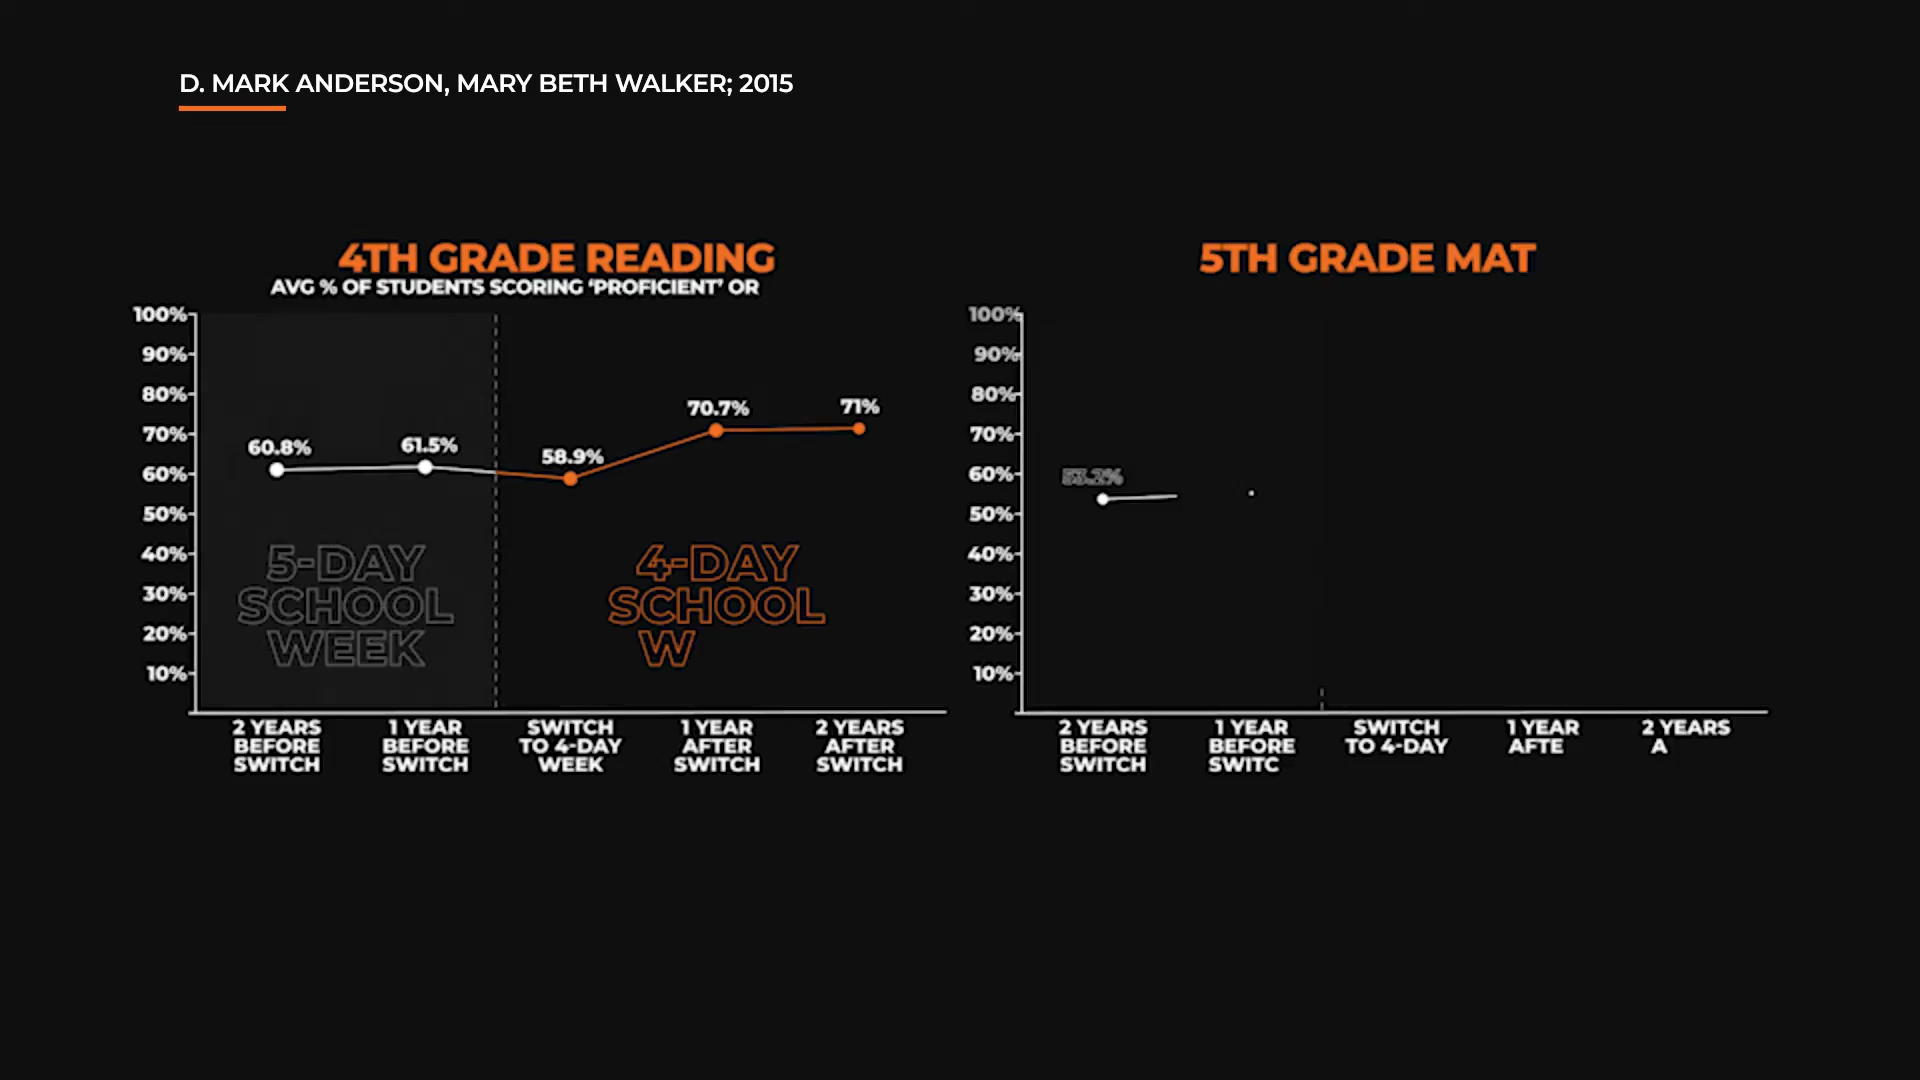 D. MARK ANDERSON, MARY BETH WALKER; 2015
4TH GRADE READING
AVG % OF STUDENTS SCORING ‘PROFICIENT’ OR
100%
90%
80%
70%
60%
50%
40%
30%
20%
10%
60.8%
61.5%
58.9%
70.7%
71%
5-DAY
SCHOOL
WEEK
4-DAY
SCHOOL
W
2 YEARS
BEFORE
SWITCH
1 YEAR
BEFORE
SWITCH
SWITCH
TO 4-DAY
WEEK
1 YEAR
AFTER
SWITCH
2 YEARS
AFTER
SWITCH
5TH GRADE MAT
100%
90%
80%
70%
60%
50%
40%
30%
20%
10%
53.2%
2 YEARS
BEFORE
SWITCH
1 YEAR
BEFORE
SWITC
SWITCH
TO 4-DAY
1 YEAR
AFTE
2 YEARS
A